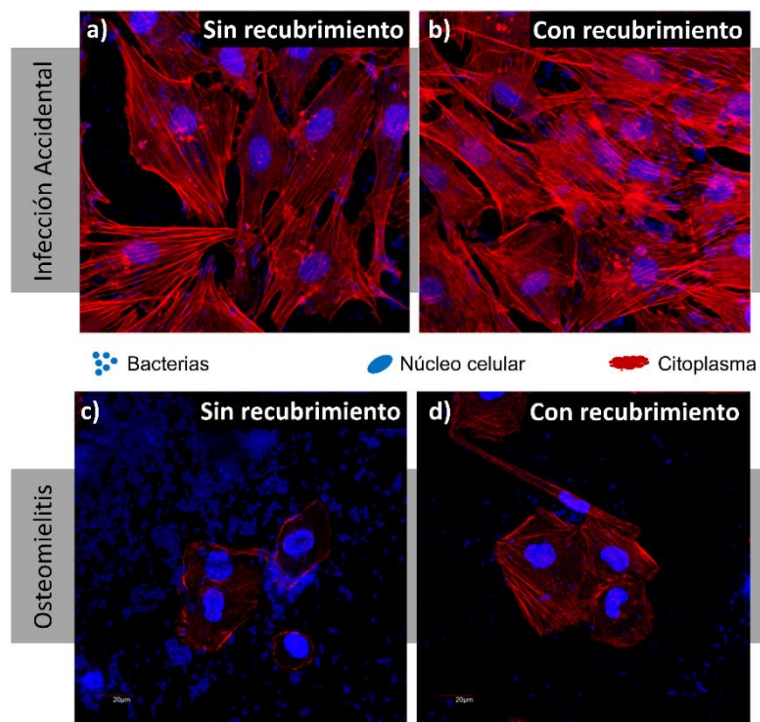 a) Sin recubrimiento
b) Con recubrimiento
Infección Accidental
Bacterias
Núcleo celular
Citoplasma
c) Sin recubrimiento
d) Con recubrimiento
Osteomielitis
20µm
20µm